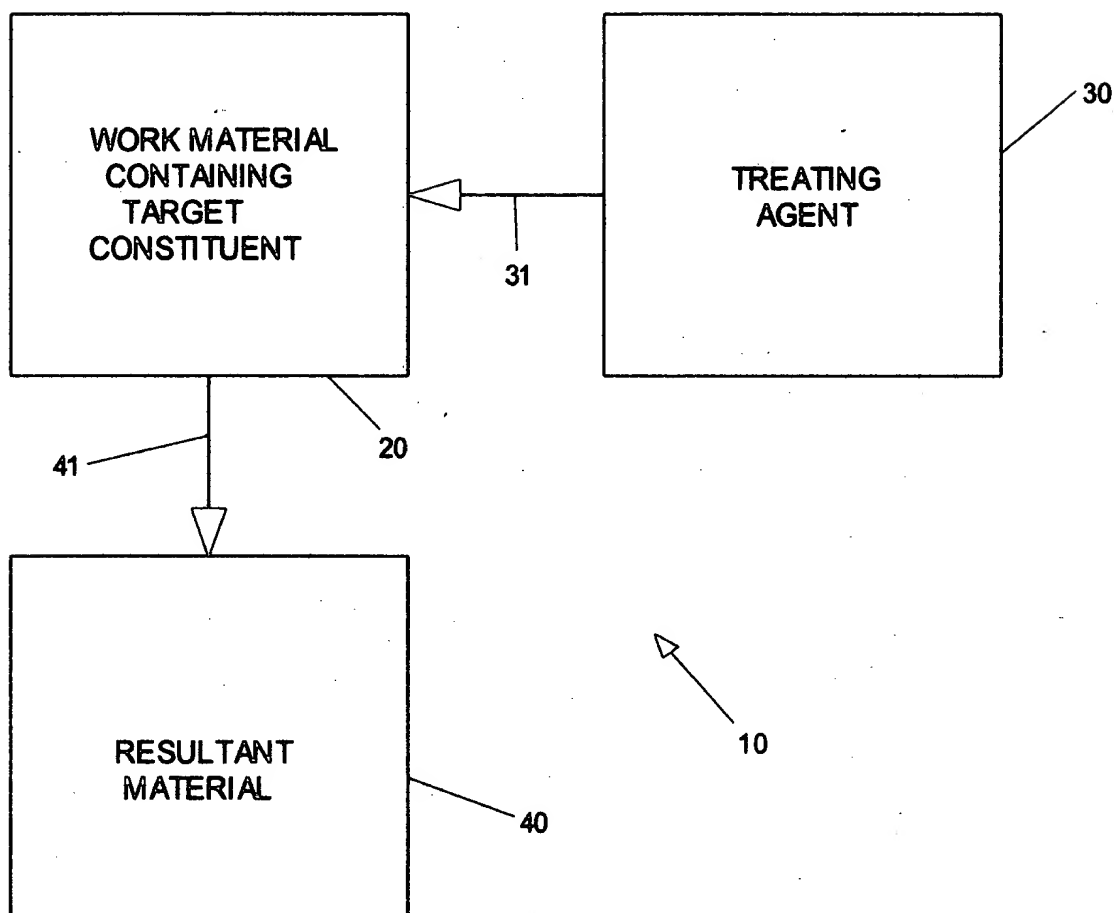 WORK MATERIAL
CONTAINING
TARGET
CONSTITUENT
TREATING
AGENT
30
31
20
41
RESULTANT
MATERIAL
10
40